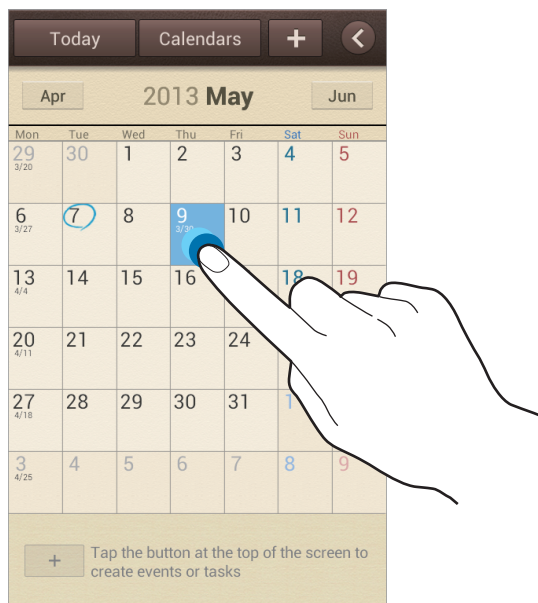 Today Calendars +
Apr 2013 May Jun
Mon Tue Wed Thu Fri Sat Sun
29 30 1 2 3 4 5
3/20
6 7 8 9 10 11 12
3/27 3/30
13 14 15 16 18 19
4/4
20 21 22 23 24
4/11
27 28 29 30 31 1
4/18
3 4 5 6 7 8 9
4/25
+ Tap the button at the top of the screen to
create events or tasks